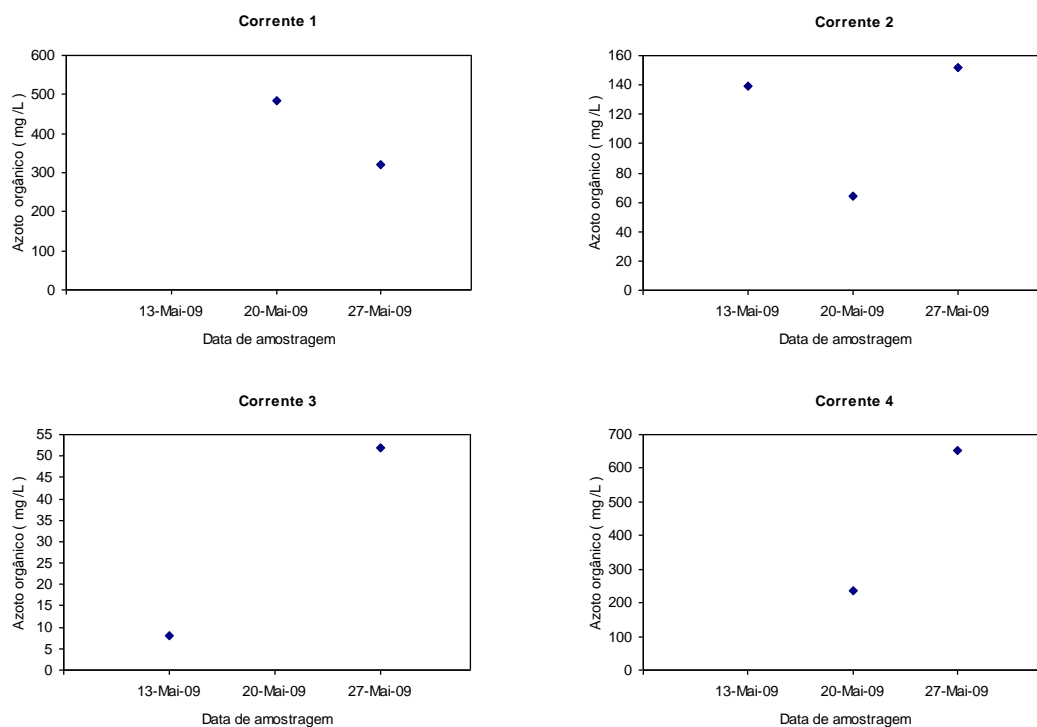 Corrente 1
600
500
400
300
200
100
0
Azoto orgânico ( mg /L )
13-Mai-09 20-Mai-09 27-Mai-09
Data de amostragem
Corrente 2
160
140
120
100
80
60
40
20
0
Azoto orgânico ( mg /L )
13-Mai-09 20-Mai-09 27-Mai-09
Data de amostragem
Corrente 3
55
50
45
40
35
30
25
20
15
10
5
0
Azoto orgânico ( mg /L )
13-Mai-09 20-Mai-09 27-Mai-09
Data de amostragem
Corrente 4
700
600
500
400
300
200
100
0
Azoto orgânico ( mg /L )
13-Mai-09 20-Mai-09 27-Mai-09
Data de amostragem